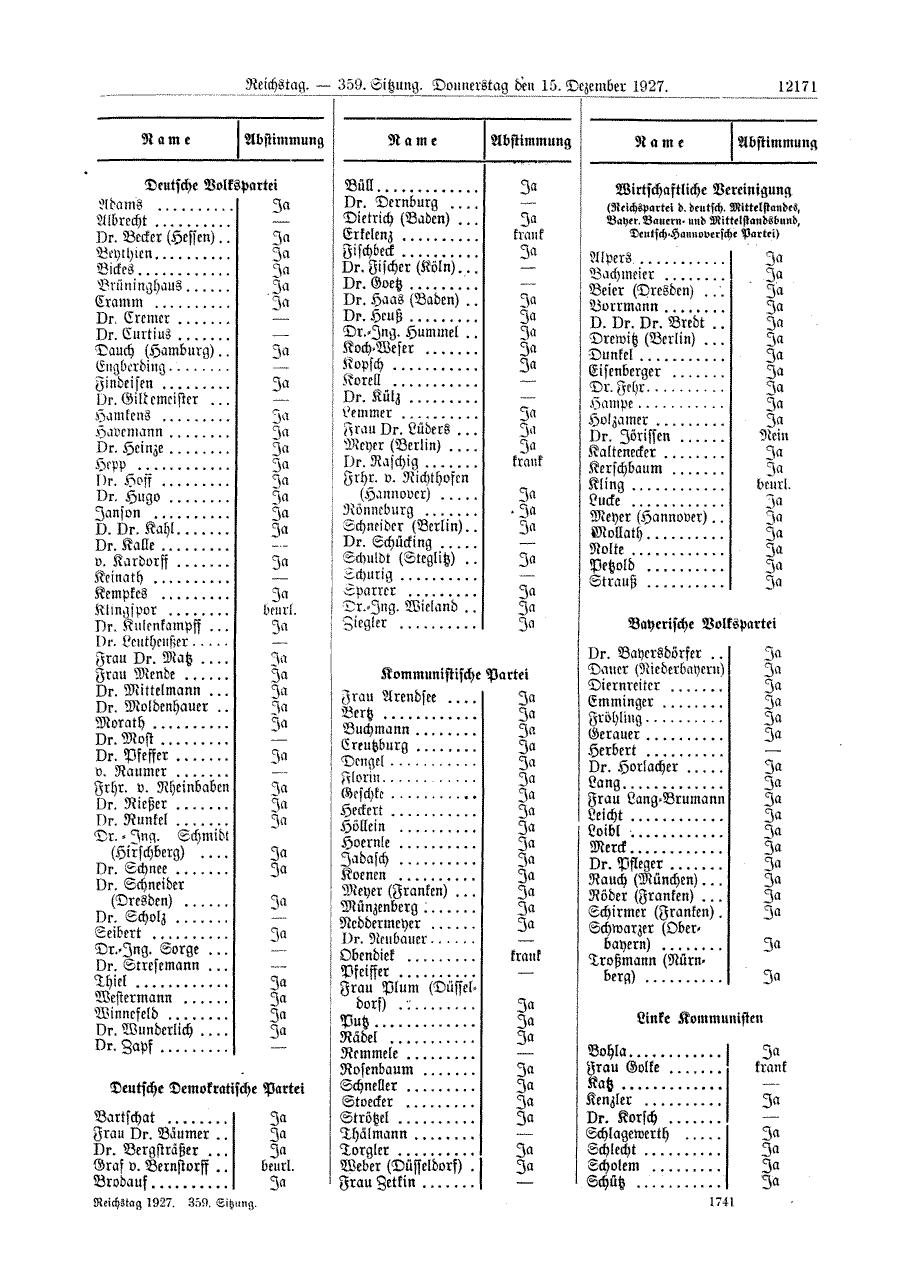 Reichstag. — 359. Sitzung. Donnerstag den 15. Dezember 1927. 12171
Name Abstimmung
Deutsche Volkspartei
Adams .......... Ja
Albrecht .......... —
Dr. Becker (Hessen) .. Ja
Beythien .......... Ja
Bickes .......... Ja
Brüninghaus ...... Ja
Cramm .......... Ja
Dr. Cremer ....... —
Dr. Curtius ....... —
Dauch (Hamburg) .. Ja
Engberding ........ —
Findeisen ......... Ja
Dr. Gildemeister ... —
Hamkens ......... Ja
Havemann ........ Ja
Dr. Heinze ........ Ja
Hepp ............ Ja
Dr. Hoff ......... Ja
Dr. Hugo ........ Ja
Janson .......... Ja
D. Dr. Kahl ....... Ja
Dr. Kalle ......... —
v. Kardorff ....... Ja
Keinath .......... —
Kempkes ......... Ja
Klingspor ........ beurl.
Dr. Kulenkampff ... Ja
Dr. Leutheußer ..... —
Frau Dr. Matz .... Ja
Frau Mende ...... Ja
Dr. Mittelmann ... Ja
Dr. Moldenhauer .. Ja
Morath .......... Ja
Dr. Most ......... —
Dr. Pfeffer ....... Ja
v. Raumer ....... —
Frhr. v. Rheinbaben Ja
Dr. Rießer ....... Ja
Dr. Runkel ....... Ja
Dr.-Ing. Schmidt
(Hirschberg) .... Ja
Dr. Schnee ....... Ja
Dr. Schneider
(Dresden) ...... Ja
Dr. Scholz ....... —
Seibert .......... Ja
Dr.-Ing. Sorge ... —
Dr. Stresemann ... —
Thiel ............ Ja
Westermann ...... Ja
Winnefeld ........ Ja
Dr. Wunderlich .... Ja
Dr. Zapf ......... —
Deutsche Demokratische Partei
Bartschat ........ Ja
Frau Dr. Bäumer .. Ja
Dr. Bergsträßer ... Ja
Graf v. Bernstorff .. beurl.
Brodauf .......... Ja
Name Abstimmung
Büll ............. Ja
Dr. Dernburg .... —
Dietrich (Baden) ... Ja
Erkelenz .......... krank
Fischbeck .......... Ja
Dr. Fischer (Köln) ... —
Dr. Goetz ......... —
Dr. Haas (Baden) .. Ja
Dr. Heuß ......... Ja
Dr.-Ing. Hummel .. Ja
Koch-Weser ....... Ja
Kopsch .......... Ja
Korell .......... —
Dr. Külz ......... —
Lemmer .......... Ja
Frau Dr. Lüders ... Ja
Meyer (Berlin) .... Ja
Dr. Raschig ....... krank
Frhr. v. Richthofen
(Hannover) ..... Ja
Rönneburg ....... Ja
Schneider (Berlin) .. Ja
Dr. Schücking ..... —
Schuldt (Steglitz) .. Ja
Schurig .......... —
Sparrer ......... Ja
Dr.-Ing. Wieland .. Ja
Ziegler .......... Ja
Kommunistische Partei
Frau Arendsee .... Ja
Bertz ............ Ja
Buchmann ........ Ja
Creutzburg ........ Ja
Dengel ........... Ja
Florin ............ Ja
Geschke .......... Ja
Heckert .......... Ja
Höllein .......... Ja
Hoernle .......... Ja
Jadasch .......... Ja
Koenen .......... Ja
Meyer (Franken) ... Ja
Münzenberg ....... Ja
Neddermeyer ...... Ja
Dr. Neubauer ...... —
Obendiek ......... krank
Pfeiffer .......... —
Frau Plum (Düssel-
dorf) .......... Ja
Putz ............ Ja
Rädel ........... Ja
Remmele ......... —
Rosenbaum ....... Ja
Schneller ......... Ja
Stoecker ......... Ja
Strötzel .......... Ja
Thälmann ........ —
Torgler .......... Ja
Weber (Düsseldorf) . Ja
Frau Zetkin ....... —
Name Abstimmung
Wirtschaftliche Vereinigung
(Reichspartei d. deutsch. Mittelstandes,
Bayer. Bauern- und Mittelstandsbund,
Deutsch-Hannoversche Partei)
Alpers ........... Ja
Bachmeier ........ Ja
Beier (Dresden) ... Ja
Borrmann ........ Ja
D. Dr. Dr. Bredt .. Ja
Drewitz (Berlin) ... Ja
Dunkel ........... Ja
Eisenberger ....... Ja
Dr. Fehr .......... Ja
Hampe ........... Ja
Holzamer ........ Ja
Dr. Jörissen ...... Nein
Kaltenecker ....... Ja
Kerschbaum ....... Ja
Kling ............ beurl.
Lucke ........... Ja
Meyer (Hannover) .. Ja
Mollath .......... Ja
Nolte ............ Ja
Petzold .......... Ja
Strauß .......... Ja
Bayerische Volkspartei
Dr. Bayersdörfer .. Ja
Dauer (Niederbayern) Ja
Diernreiter ....... Ja
Emminger ........ Ja
Fröhling .......... Ja
Gerauer .......... Ja
Herbert .......... —
Dr. Horlacher ..... Ja
Lang ............. Ja
Frau Lang-Brumann Ja
Leicht ........... Ja
Loibl ........... Ja
Merck ............ Ja
Dr. Pfleger ....... Ja
Rauch (München) ... Ja
Röder (Franken) ... Ja
Schirmer (Franken) . Ja
Schwarzer (Ober-
bayern) ........ Ja
Troßmann (Nürn-
berg) .......... Ja
Linke Kommunisten
Bohla ............ Ja
Frau Golke ....... krank
Katz ............. —
Kenzler .......... Ja
Dr. Korsch ....... —
Schlagewerth ..... Ja
Schlecht .......... Ja
Scholem ......... Ja
Schütz ........... Ja
Reichstag 1927. 359. Sitzung. 1741